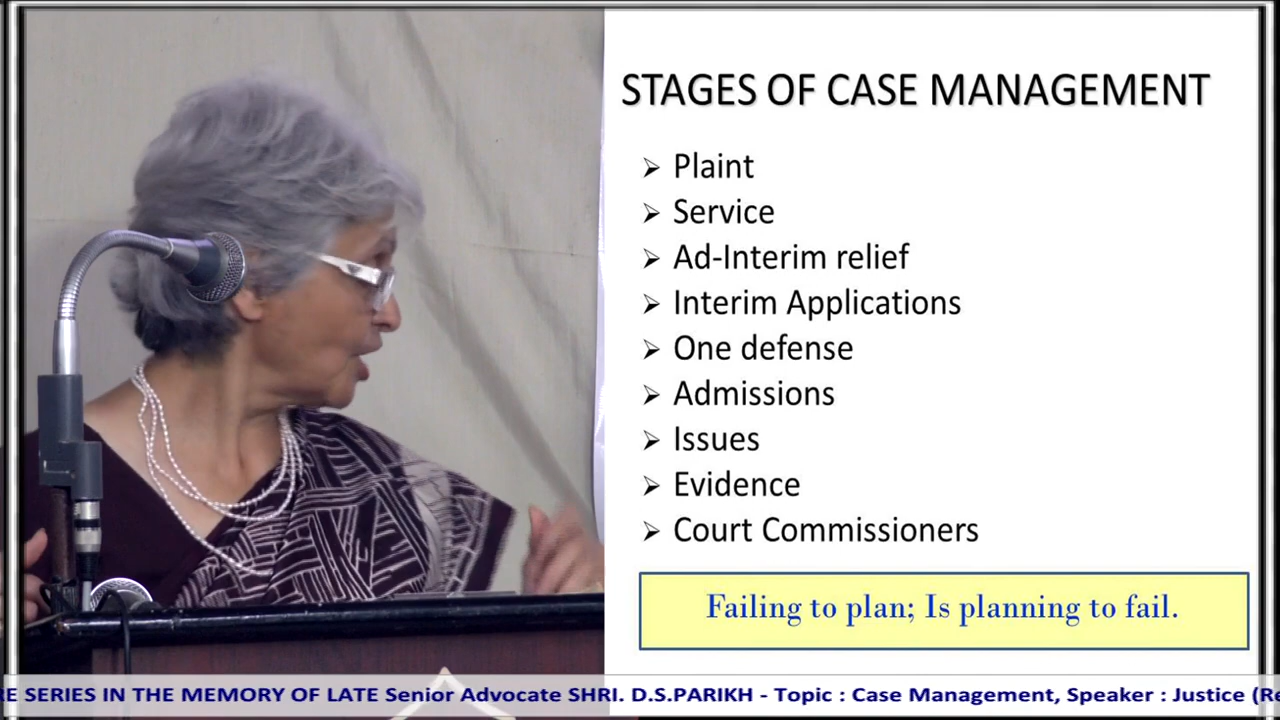 STAGES OF CASE MANAGEMENT
Plaint
Service
Ad-Interim relief
Interim Applications
One defense
Admissions
Issues
Evidence
Court Commissioners
Failing to plan; Is planning to fail.
SERIES IN THE MEMORY OF LATE Senior Advocate SHRI. D.S.PARIKH - Topic : Case Management, Speaker : Justice